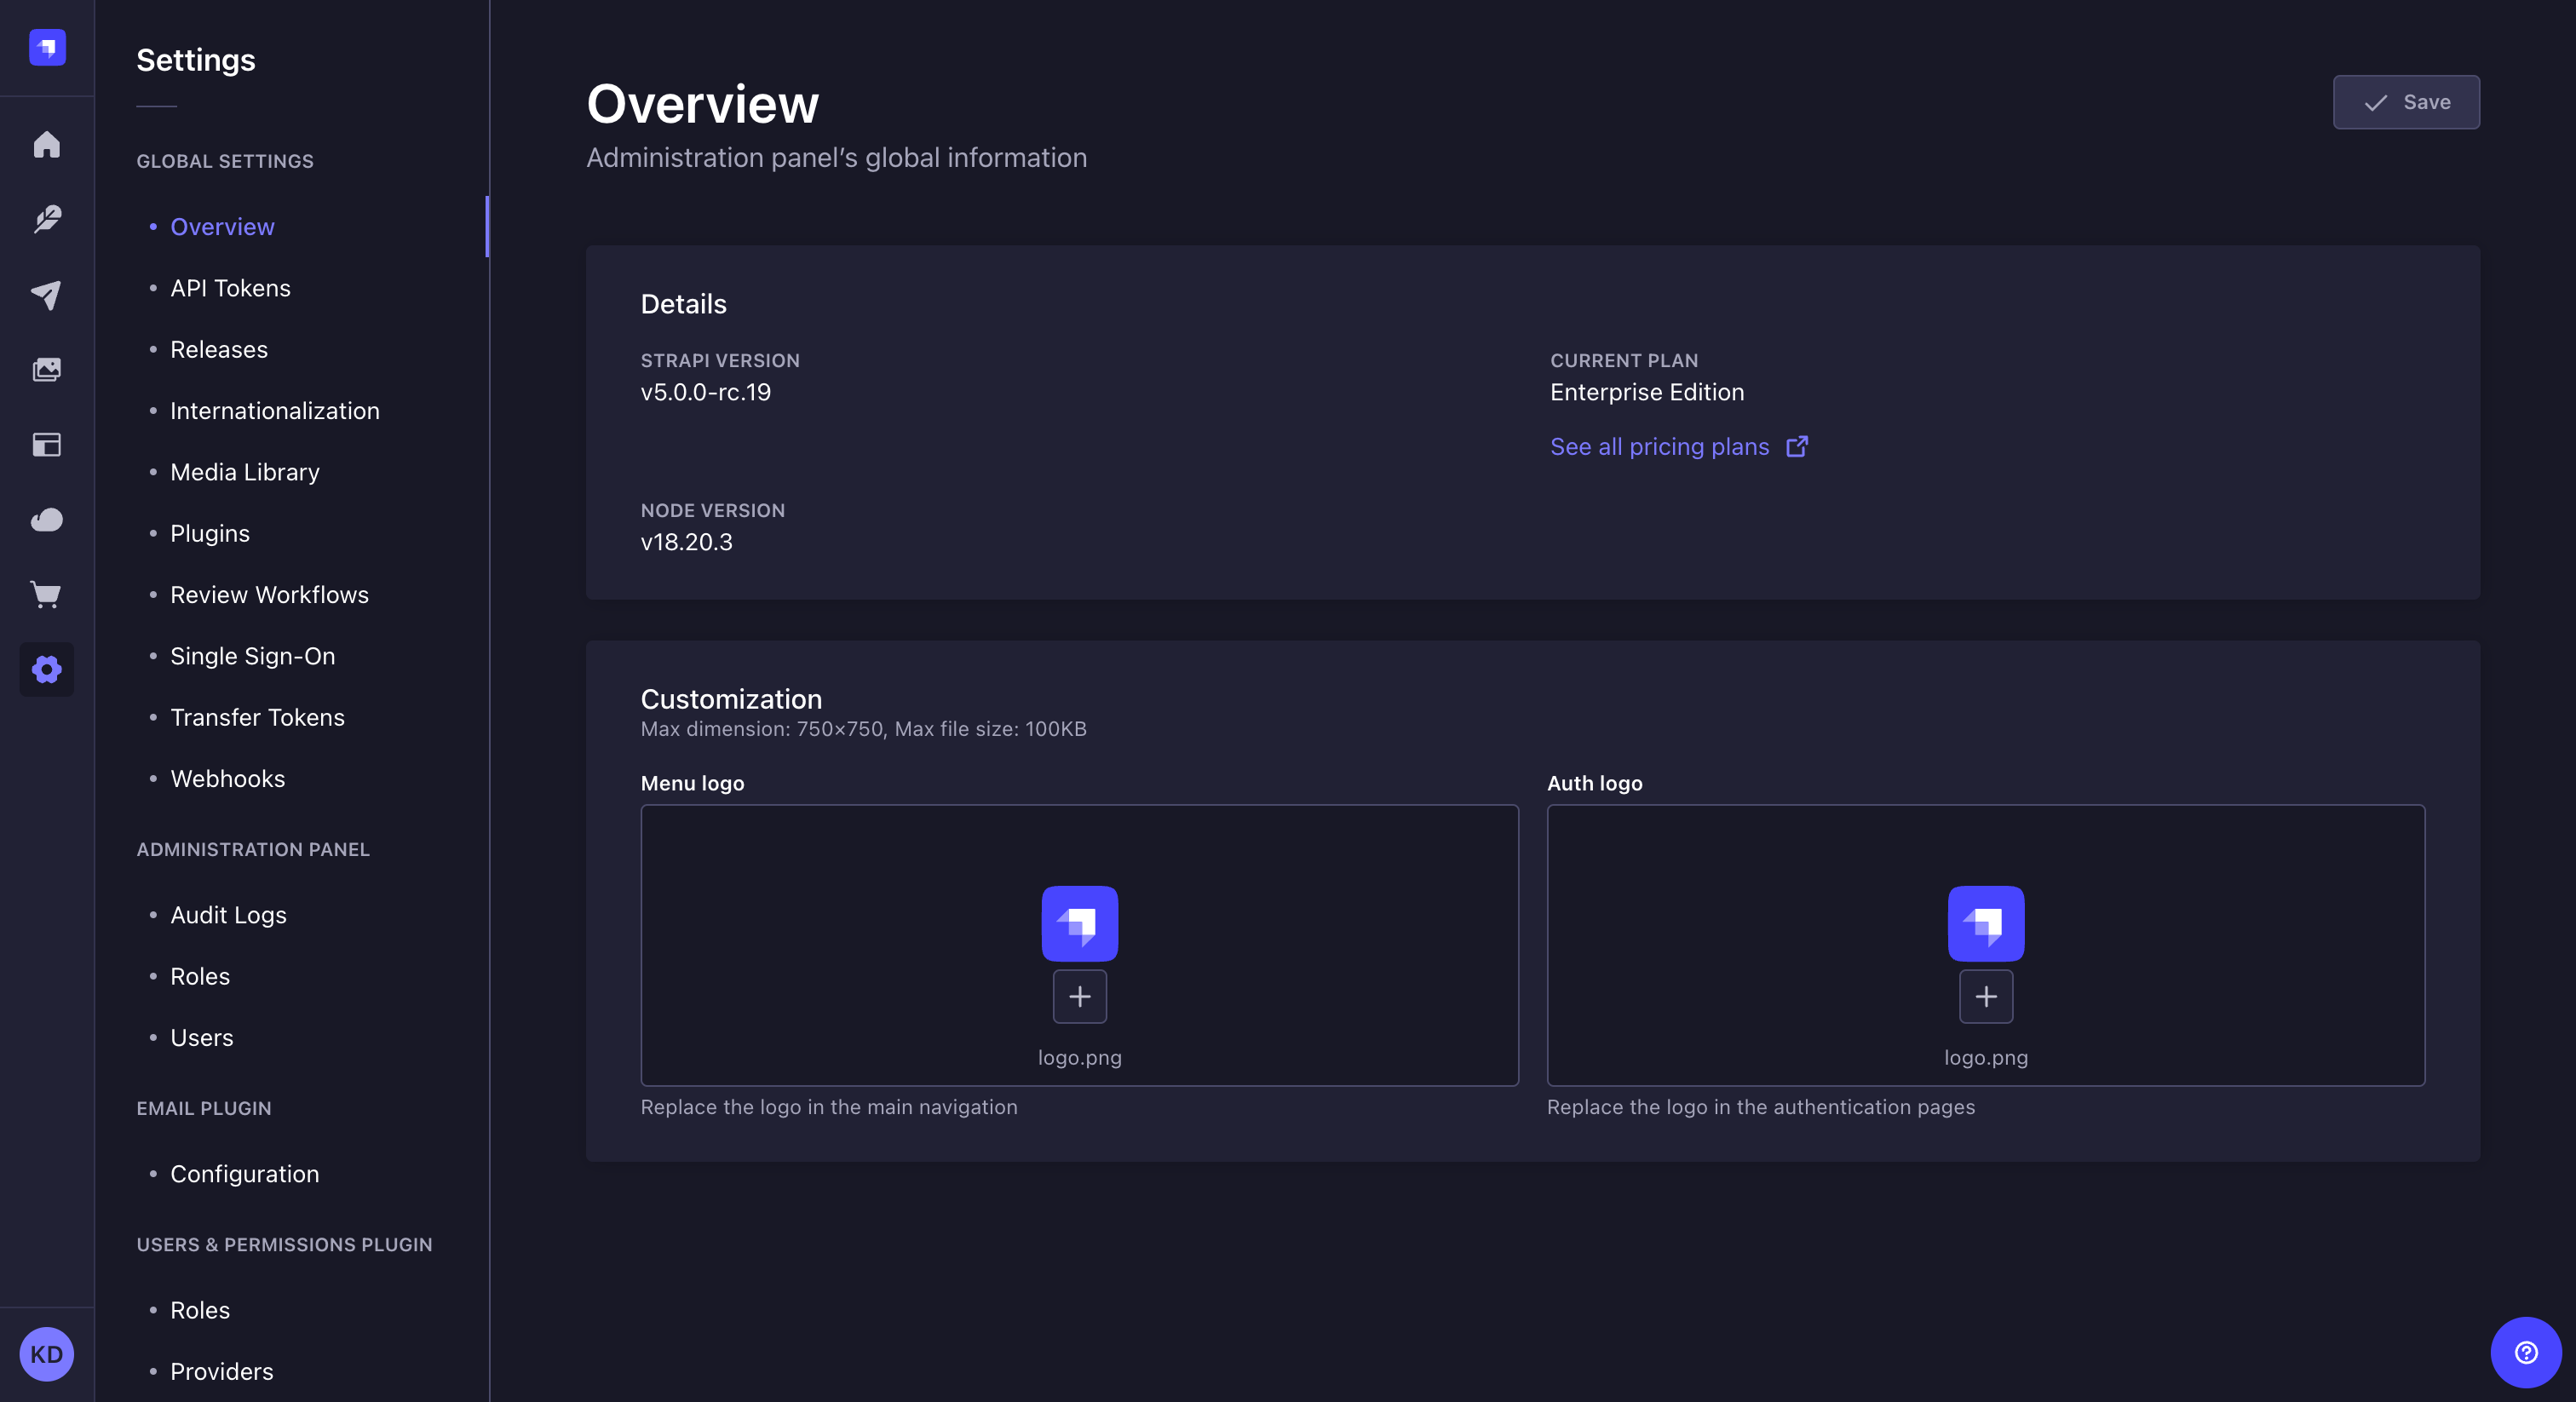 Settings
GLOBAL SETTINGS
Overview
API Tokens
Releases
Internationalization
Media Library
Plugins
Review Workflows
Single Sign-On
Transfer Tokens
Webhooks
ADMINISTRATION PANEL
Audit Logs
Roles
Users
EMAIL PLUGIN
Configuration
USERS & PERMISSIONS PLUGIN
Roles
Providers
KD
Overview
Administration panel’s global information
Save
Details
STRAPI VERSION
v5.0.0-rc.19
CURRENT PLAN
Enterprise Edition
See all pricing plans
NODE VERSION
v18.20.3
Customization
Max dimension: 750×750, Max file size: 100KB
Menu logo
logo.png
Replace the logo in the main navigation
Auth logo
logo.png
Replace the logo in the authentication pages